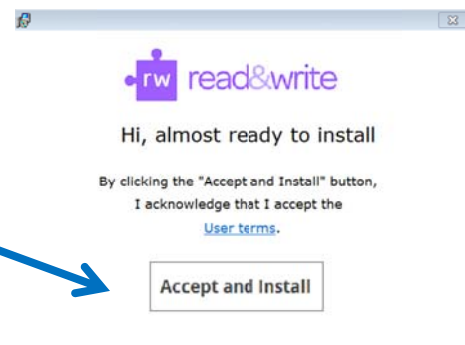 rw read&write
Hi, almost ready to install
By clicking the "Accept and Install" button,
I acknowledge that I accept the
User terms.
Accept and Install